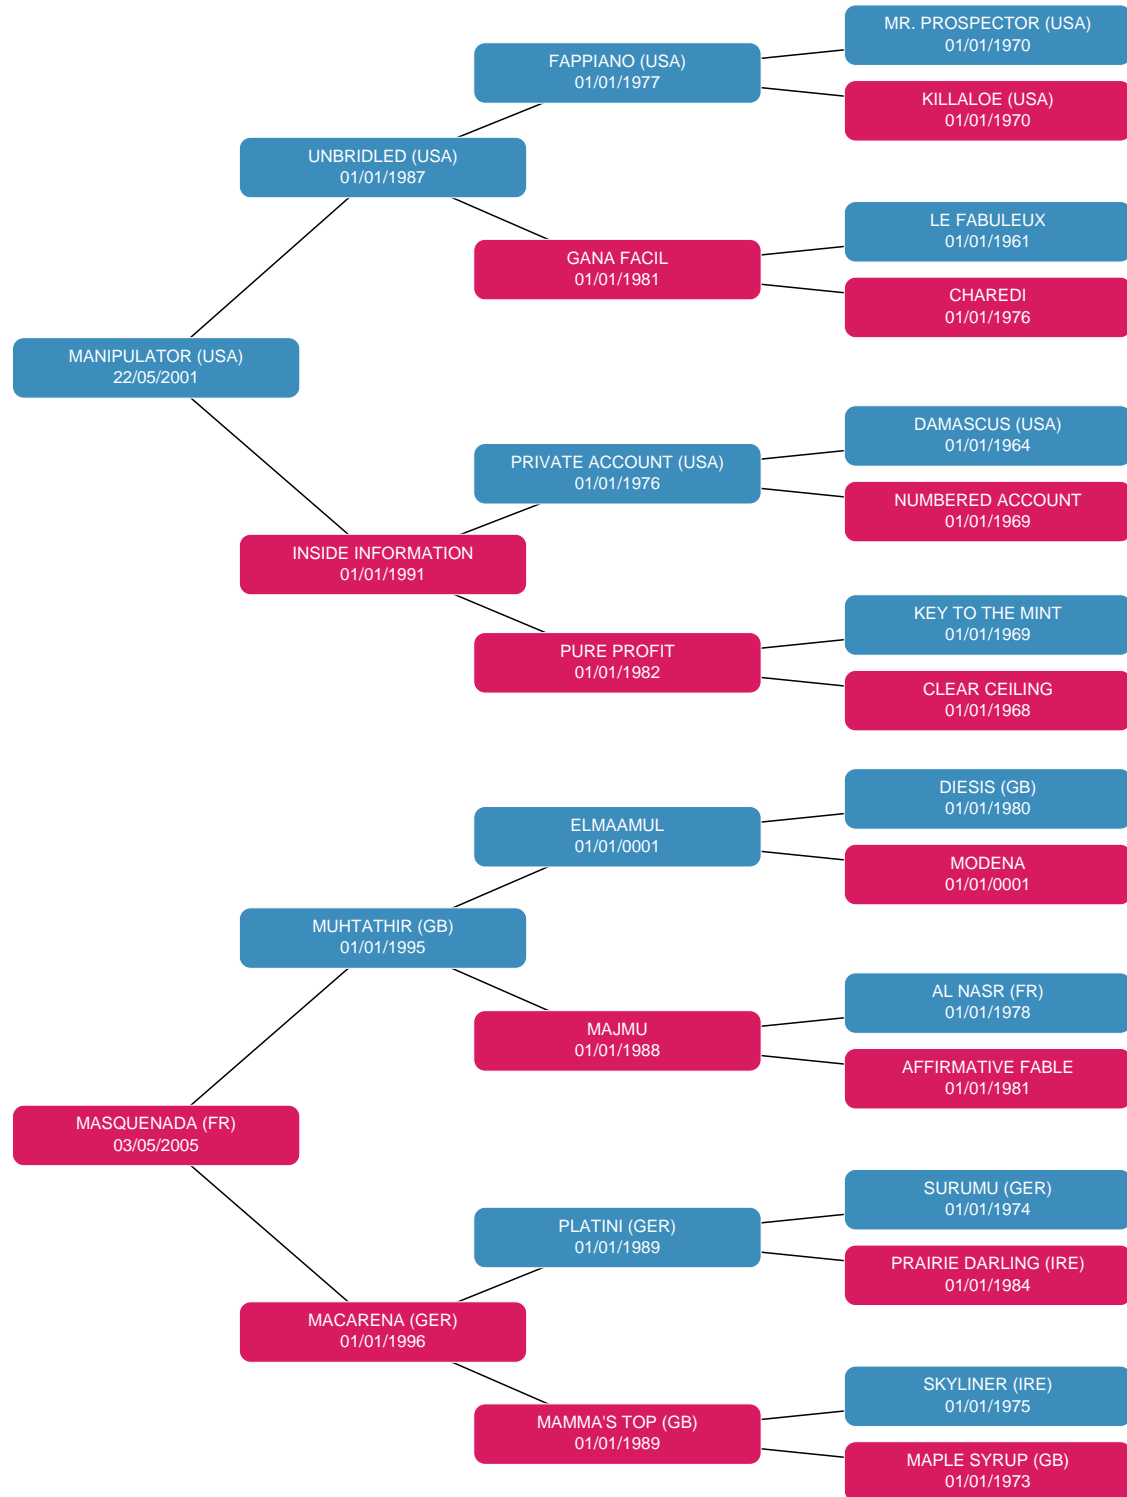 MR. PROSPECTOR (USA)
01/01/1970
FAPPIANO (USA)
01/01/1977
KILLALOE (USA)
01/01/1970
UNBRIDLED (USA)
01/01/1987
LE FABULEUX
01/01/1961
GANA FACIL
01/01/1981
CHAREDI
01/01/1976
MANIPULATOR (USA)
22/05/2001
DAMASCUS (USA)
01/01/1964
PRIVATE ACCOUNT (USA)
01/01/1976
NUMBERED ACCOUNT
01/01/1969
INSIDE INFORMATION
01/01/1991
KEY TO THE MINT
01/01/1969
PURE PROFIT
01/01/1982
CLEAR CEILING
01/01/1968
DIESIS (GB)
01/01/1980
ELMAAMUL
01/01/0001
MODENA
01/01/0001
MUHTATHIR (GB)
01/01/1995
AL NASR (FR)
01/01/1978
MAJMU
01/01/1988
AFFIRMATIVE FABLE
01/01/1981
MASQUENADA (FR)
03/05/2005
SURUMU (GER)
01/01/1974
PLATINI (GER)
01/01/1989
PRAIRIE DARLING (IRE)
01/01/1984
MACARENA (GER)
01/01/1996
SKYLINER (IRE)
01/01/1975
MAMMA'S TOP (GB)
01/01/1989
MAPLE SYRUP (GB)
01/01/1973